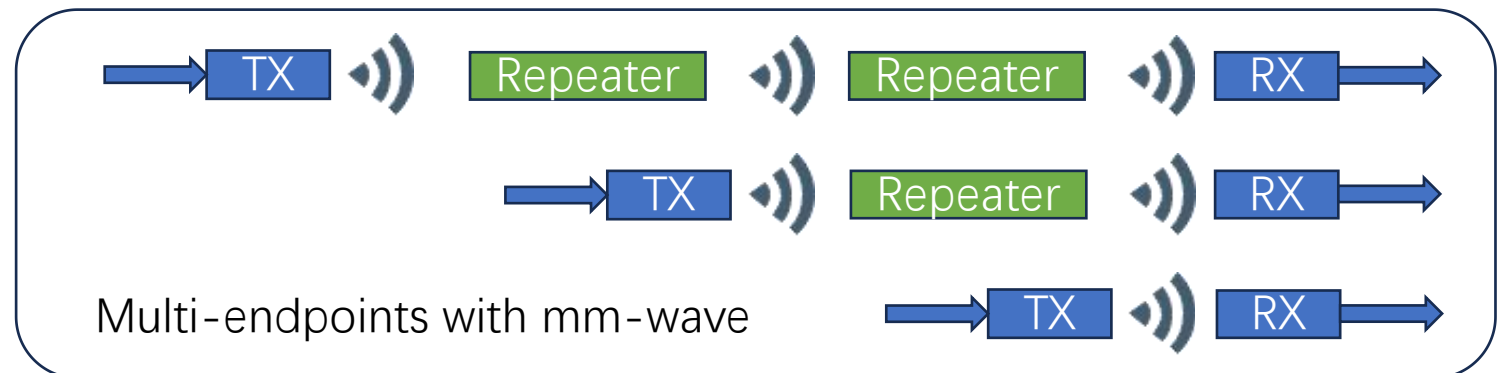 TX Repeater Repeater RX
TX Repeater RX
Multi-endpoints with mm-wave TX RX